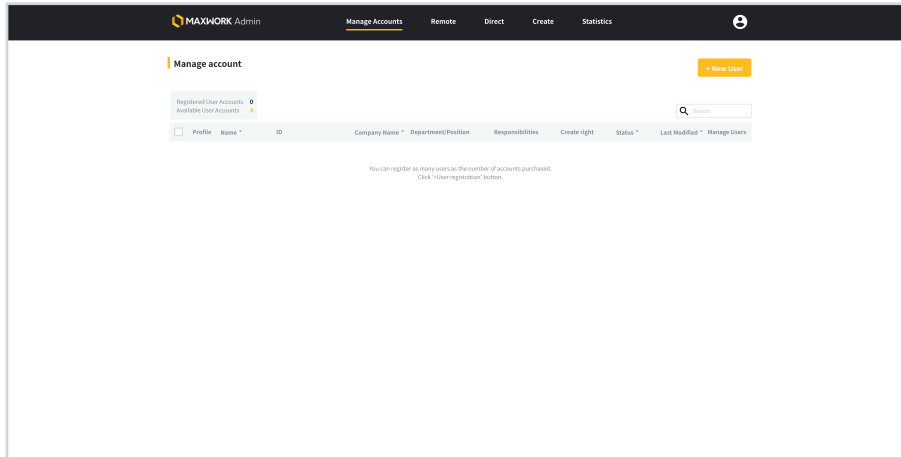 MAXWORK Admin
Manage Accounts Remote Direct Create Statistics
Manage account
+ New User
Registered User Accounts 0
Available User Accounts
Search
Profile Name ID Company Name Department/Position Responsibilities Create right Status Last Modified Manage Users
You can register as many users as the number of accounts purchased.
Click '+User registration' button.